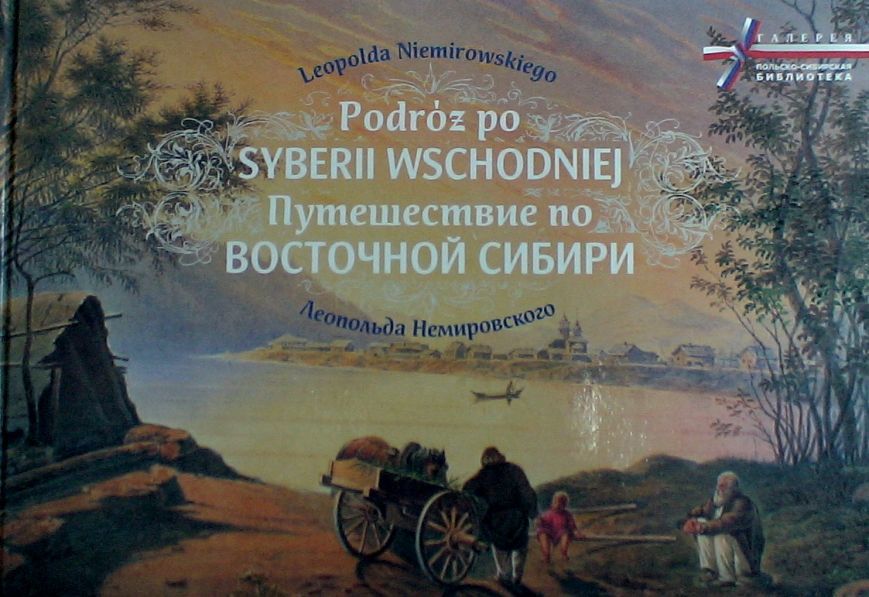 Leopolda Niemirowskiego
Podróż po
SYBERII WSCHODNIEJ
Путешествие по
ВОСТОЧНОЙ СИБИРИ
Леопольда Немировского
ГАЛЕРЕЯ
ПОЛЬСКО-СИБИРСКАЯ
БИБЛИОТЕКА